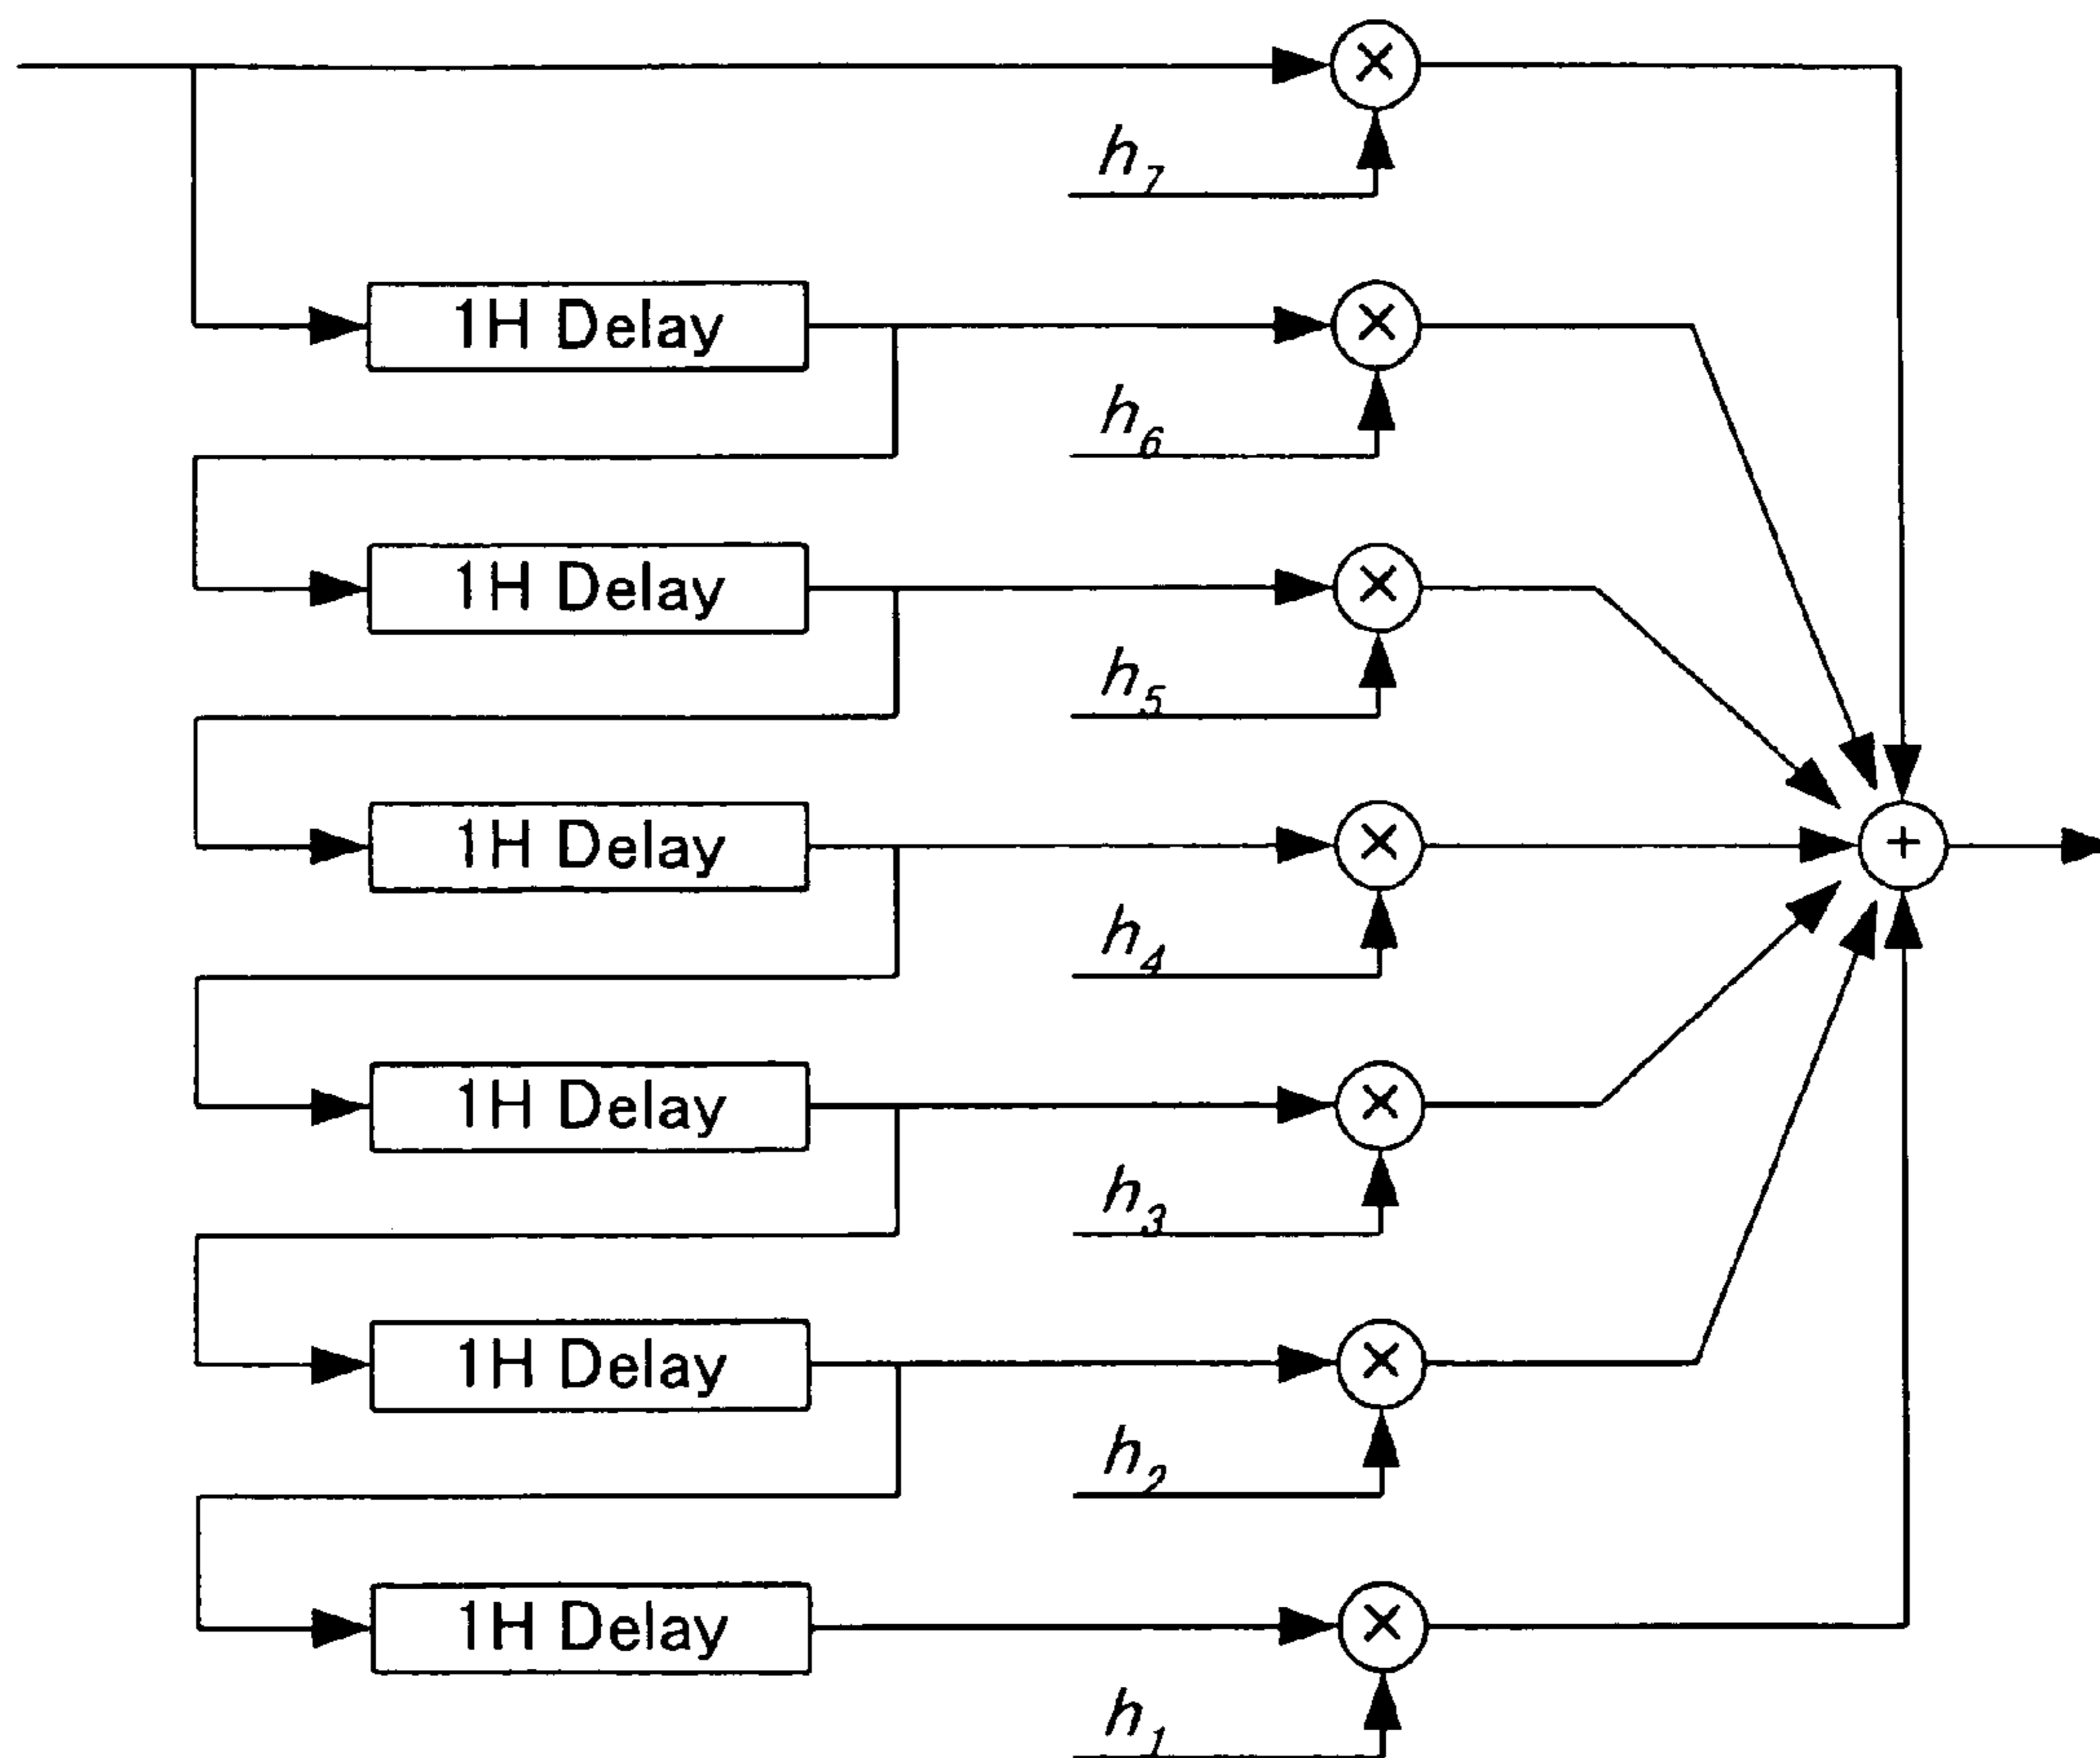 ×
h₇
1H Delay
×
h₆
1H Delay
×
h₅
1H Delay
×
+
h₄
1H Delay
×
h₃
1H Delay
×
h₂
1H Delay
×
h₁